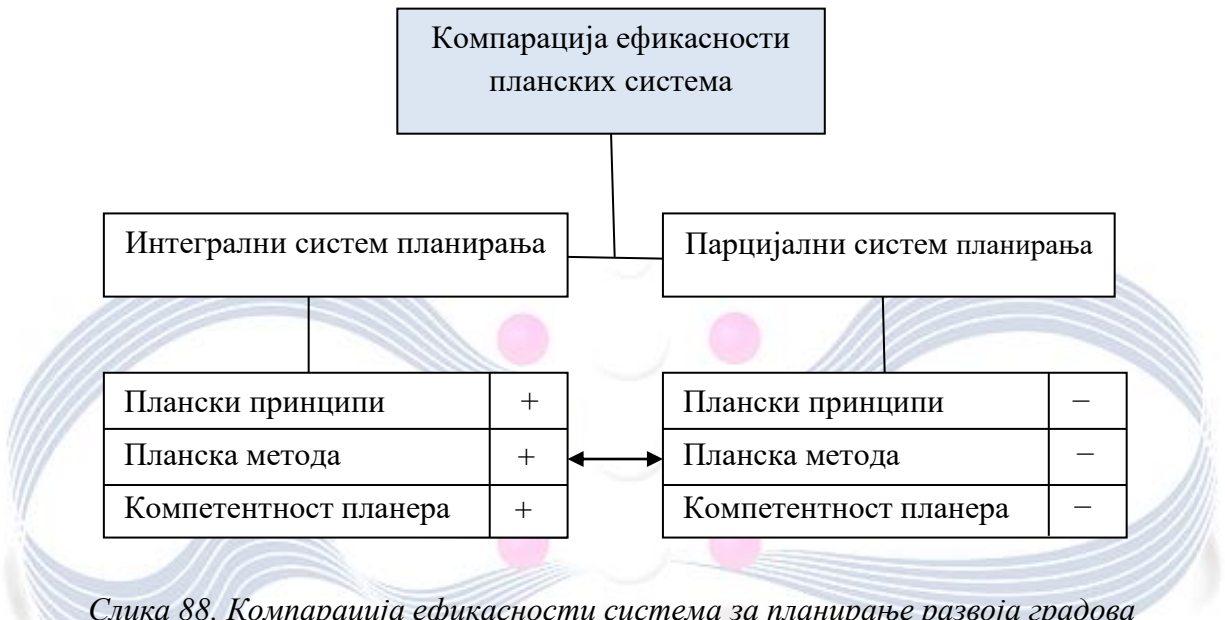 Компарација ефикасности
планских система
Интегрални систем планирања
Парцијални систем планирања
Плански принципи +
Планска метода +
Компетентност планера +
Плански принципи −
Планска метода −
Компетентност планера −
Слика 88. Компарација ефикасности система за планирање развоја градова